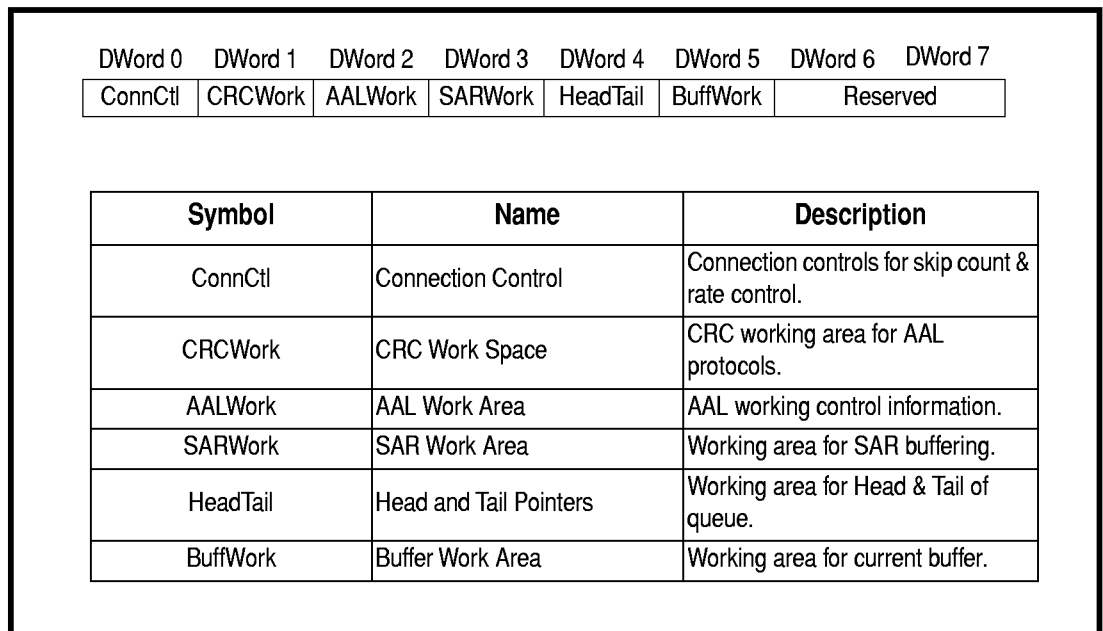 DWord 0 DWord 1 DWord 2 DWord 3 DWord 4 DWord 5 DWord 6 DWord 7
ConnCtl CRCWork AALWork SARWork HeadTail BuffWork Reserved
Symbol Name Description
ConnCtl Connection Control Connection controls for skip count &
rate control.
CRCWork CRC Work Space CRC working area for AAL
protocols.
AALWork AAL Work Area AAL working control information.
SARWork SAR Work Area Working area for SAR buffering.
HeadTail Head and Tail Pointers Working area for Head & Tail of
queue.
BuffWork Buffer Work Area Working area for current buffer.